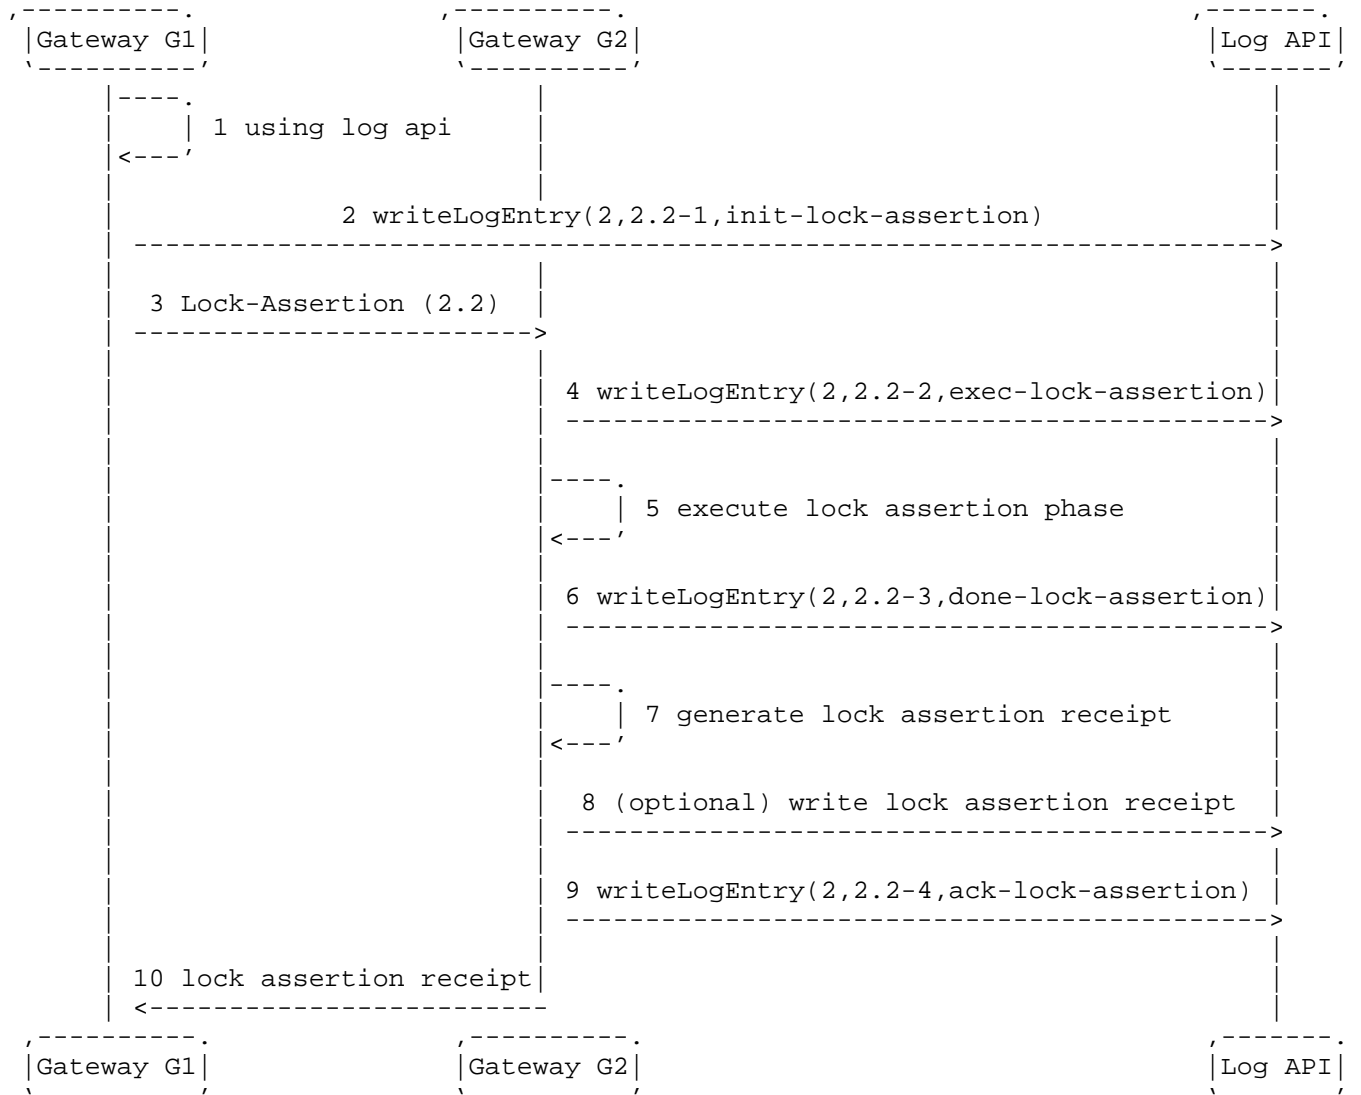 Gateway G1 Gateway G2 Log API
1 using log api
2 writeLogEntry(2,2.2-1,init-lock-assertion)
3 Lock-Assertion (2.2)
4 writeLogEntry(2,2.2-2,exec-lock-assertion)
5 execute lock assertion phase
6 writeLogEntry(2,2.2-3,done-lock-assertion)
7 generate lock assertion receipt
8 (optional) write lock assertion receipt
9 writeLogEntry(2,2.2-4,ack-lock-assertion)
10 lock assertion receipt
Gateway G1 Gateway G2 Log API